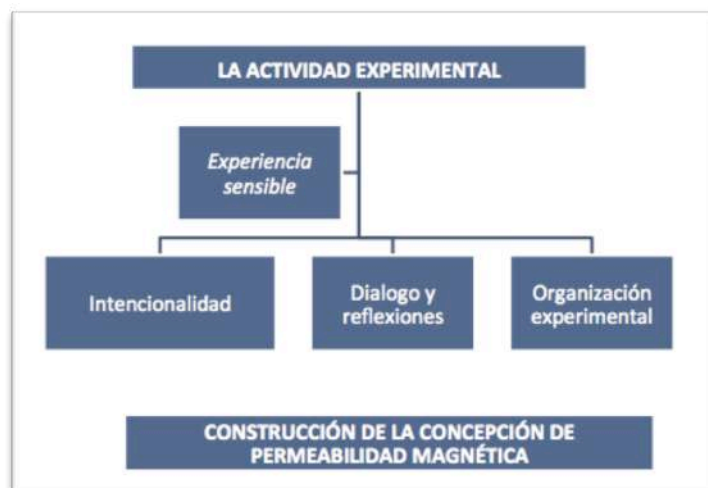 LA ACTIVIDAD EXPERIMENTAL
Experiencia
sensible
Intencionalidad
Dialogo y
reflexiones
Organización
experimental
CONSTRUCCIÓN DE LA CONCEPCIÓN DE
PERMEABILIDAD MAGNÉTICA